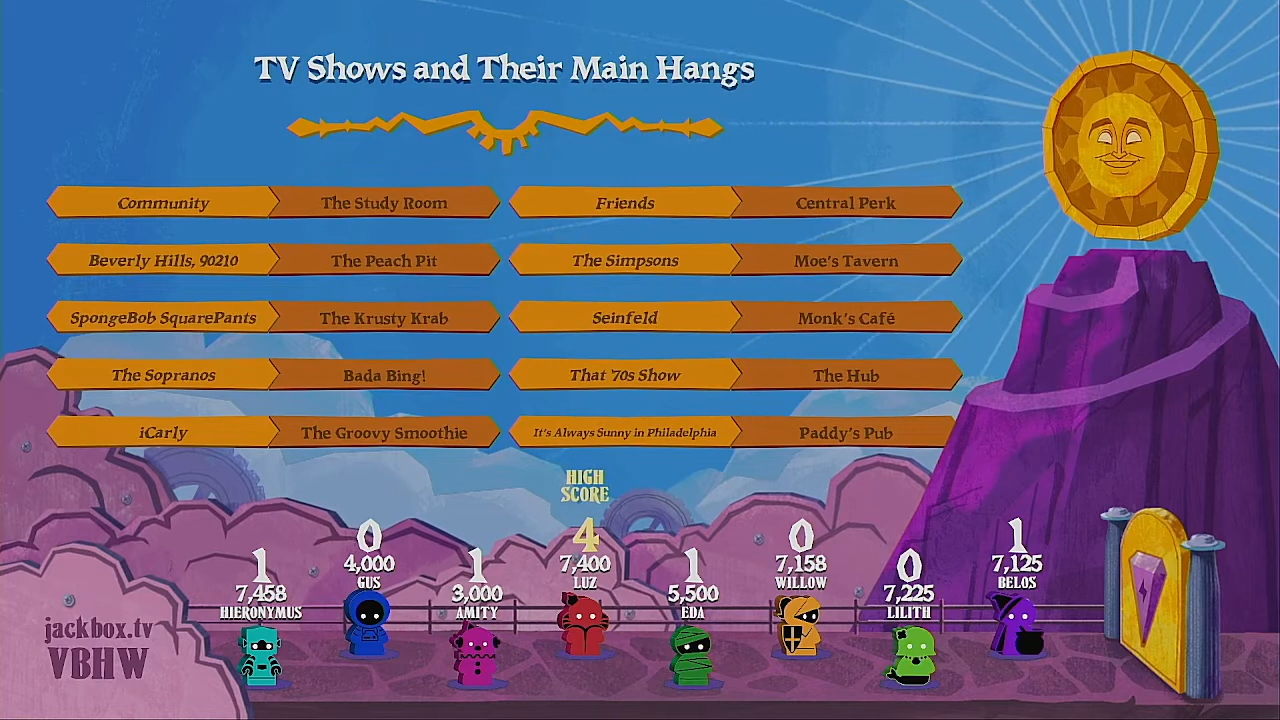 TV Shows and Their Main Hangs
Community The Study Room Friends Central Perk
Beverly Hills, 90210 The Peach Pit The Simpsons Moe's Tavern
SpongeBob SquarePants The Krusty Krab Seinfeld Monk's Café
The Sopranos Bada Bing! That '70s Show The Hub
iCarly The Groovy Smoothie It's Always Sunny in Philadelphia Paddy's Pub
HIGH
SCORE
1
7,458
HIERONYMUS
0
4,000
GUS
1
3,000
AMITY
4
7,400
LUZ
1
5,500
EDA
0
7,158
WILLOW
0
7,225
LILITH
1
7,125
BELOS
jackbox.tv
VBHW